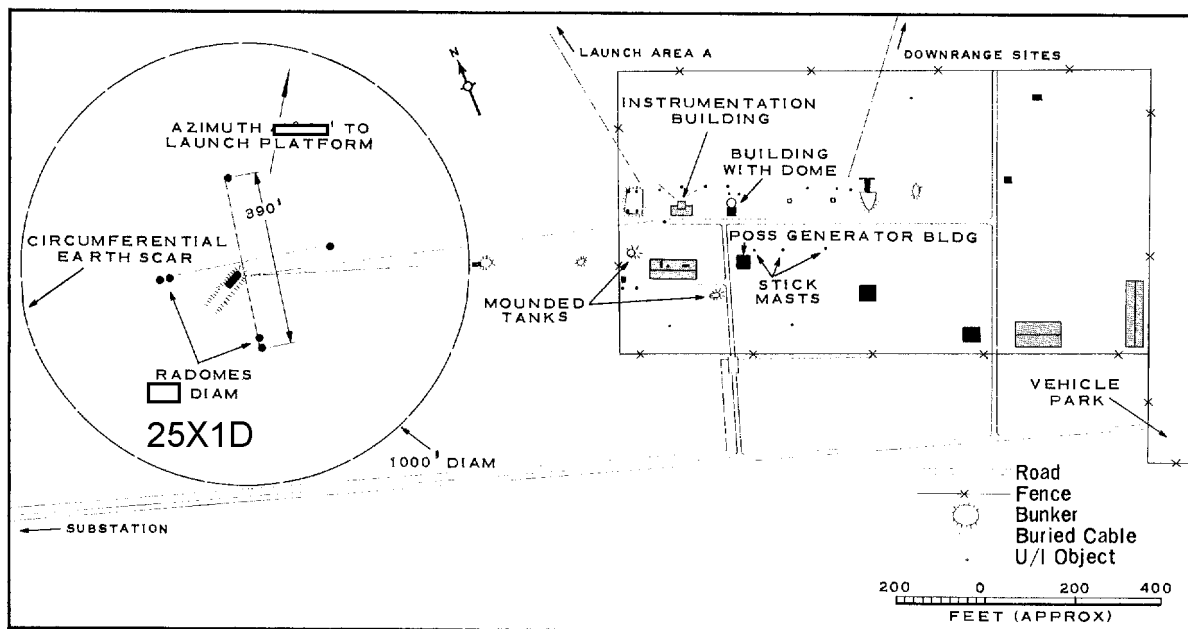 N
LAUNCH AREA A
DOWNRANGE SITES
INSTRUMENTATION
BUILDING
AZIMUTH ' TO
LAUNCH PLATFORM
BUILDING
WITH DOME
390'
CIRCUMFERENTIAL
EARTH SCAR
POSS GENERATOR BLDG
STICK
MASTS
MOUNDED
TANKS
RADOMES
DIAM
25X1D
VEHICLE
PARK
1000' DIAM
SUBSTATION
Road
Fence
Bunker
Buried Cable
U/I Object
200 0 200 400
FEET (APPROX)